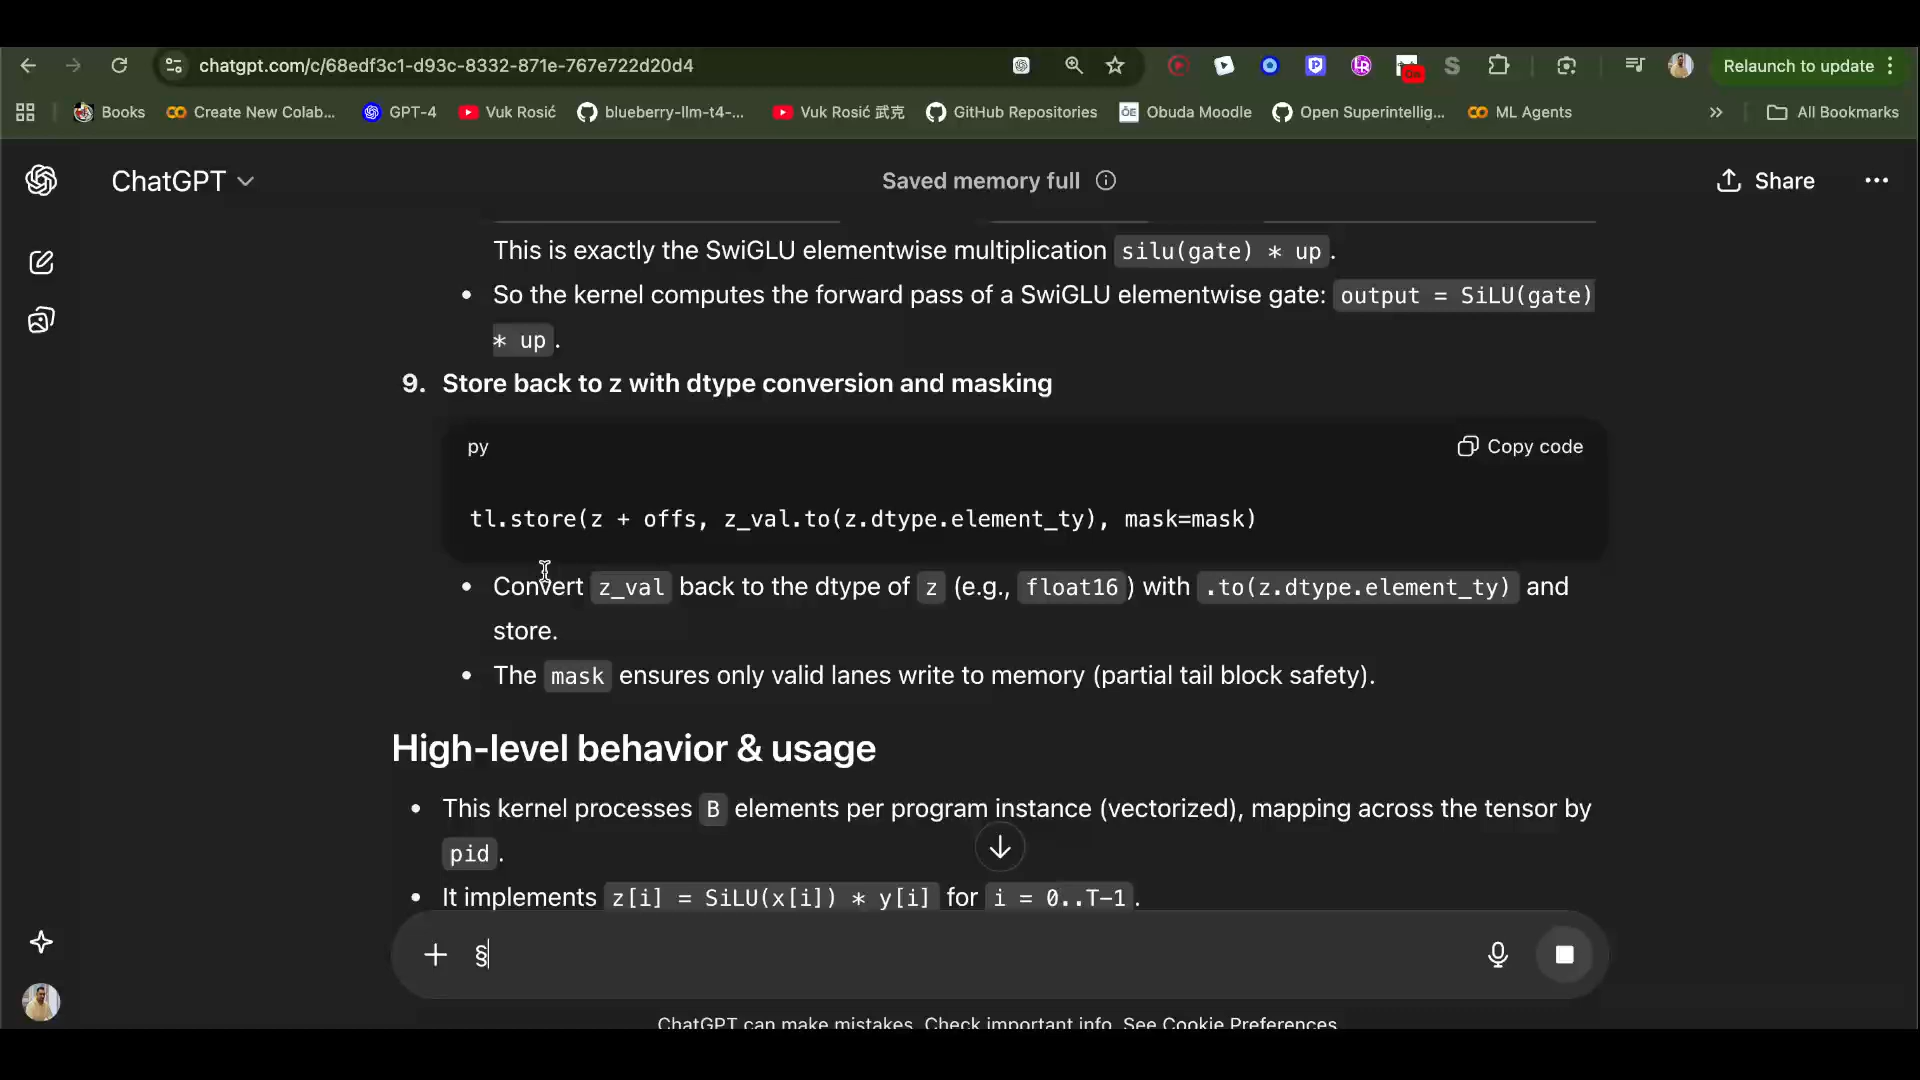 chatgpt.com/c/68edf3c1-d93c-8332-871e-767e722d20d4
On
Relaunch to update
Books
Create New Colab...
GPT-4
Vuk Rosić
blueberry-llm-t4-...
Vuk Rosić 武克
GitHub Repositories
ŌE Obuda Moodle
Open Superintellig...
ML Agents
»
All Bookmarks
ChatGPT
Saved memory full
Share
This is exactly the SwiGLU elementwise multiplication silu(gate) * up.
• So the kernel computes the forward pass of a SwiGLU elementwise gate: output = SiLU(gate)
* up.
9. Store back to z with dtype conversion and masking
py
Copy code
tl.store(z + offs, z_val.to(z.dtype.element_ty), mask=mask)
• Convert z_val back to the dtype of z (e.g., float16) with .to(z.dtype.element_ty) and
store.
• The mask ensures only valid lanes write to memory (partial tail block safety).
High-level behavior & usage
• This kernel processes B elements per program instance (vectorized), mapping across the tensor by
pid.
• It implements z[i] = SiLU(x[i]) * y[i] for i = 0..T-1.
§
ChatGPT can make mistakes. Check important info. See Cookie Preferences.